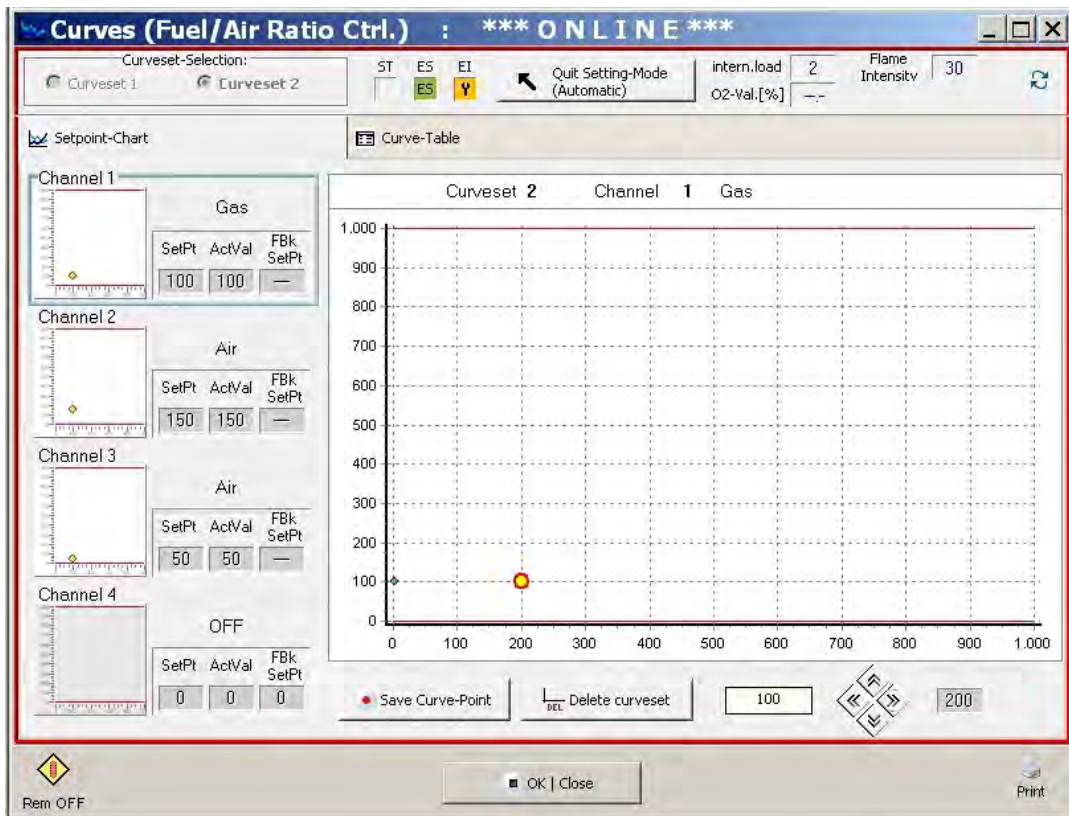 Curves (Fuel/Air Ratio Ctrl.) : *** O N L I N E ***
Curveset-Selection:
Curveset 1
Curveset 2
ST ES EI
ES Y
Quit Setting-Mode
(Automatic)
intern.load 2
O2-Val.[%] --.-
Flame
Intensity 30
Setpoint-Chart
Curve-Table
Channel 1
Gas
SetPt ActVal FBk
SetPt
100 100 —
Channel 2
Air
SetPt ActVal FBk
SetPt
150 150 —
Channel 3
Air
SetPt ActVal FBk
SetPt
50 50 —
Channel 4
OFF
SetPt ActVal FBk
SetPt
0 0 0
Curveset 2 Channel 1 Gas
1.000
900
800
700
600
500
400
300
200
100
0
0 100 200 300 400 500 600 700 800 900 1.000
Save Curve-Point
DEL Delete curveset
100
200
Rem OFF
OK | Close
Print